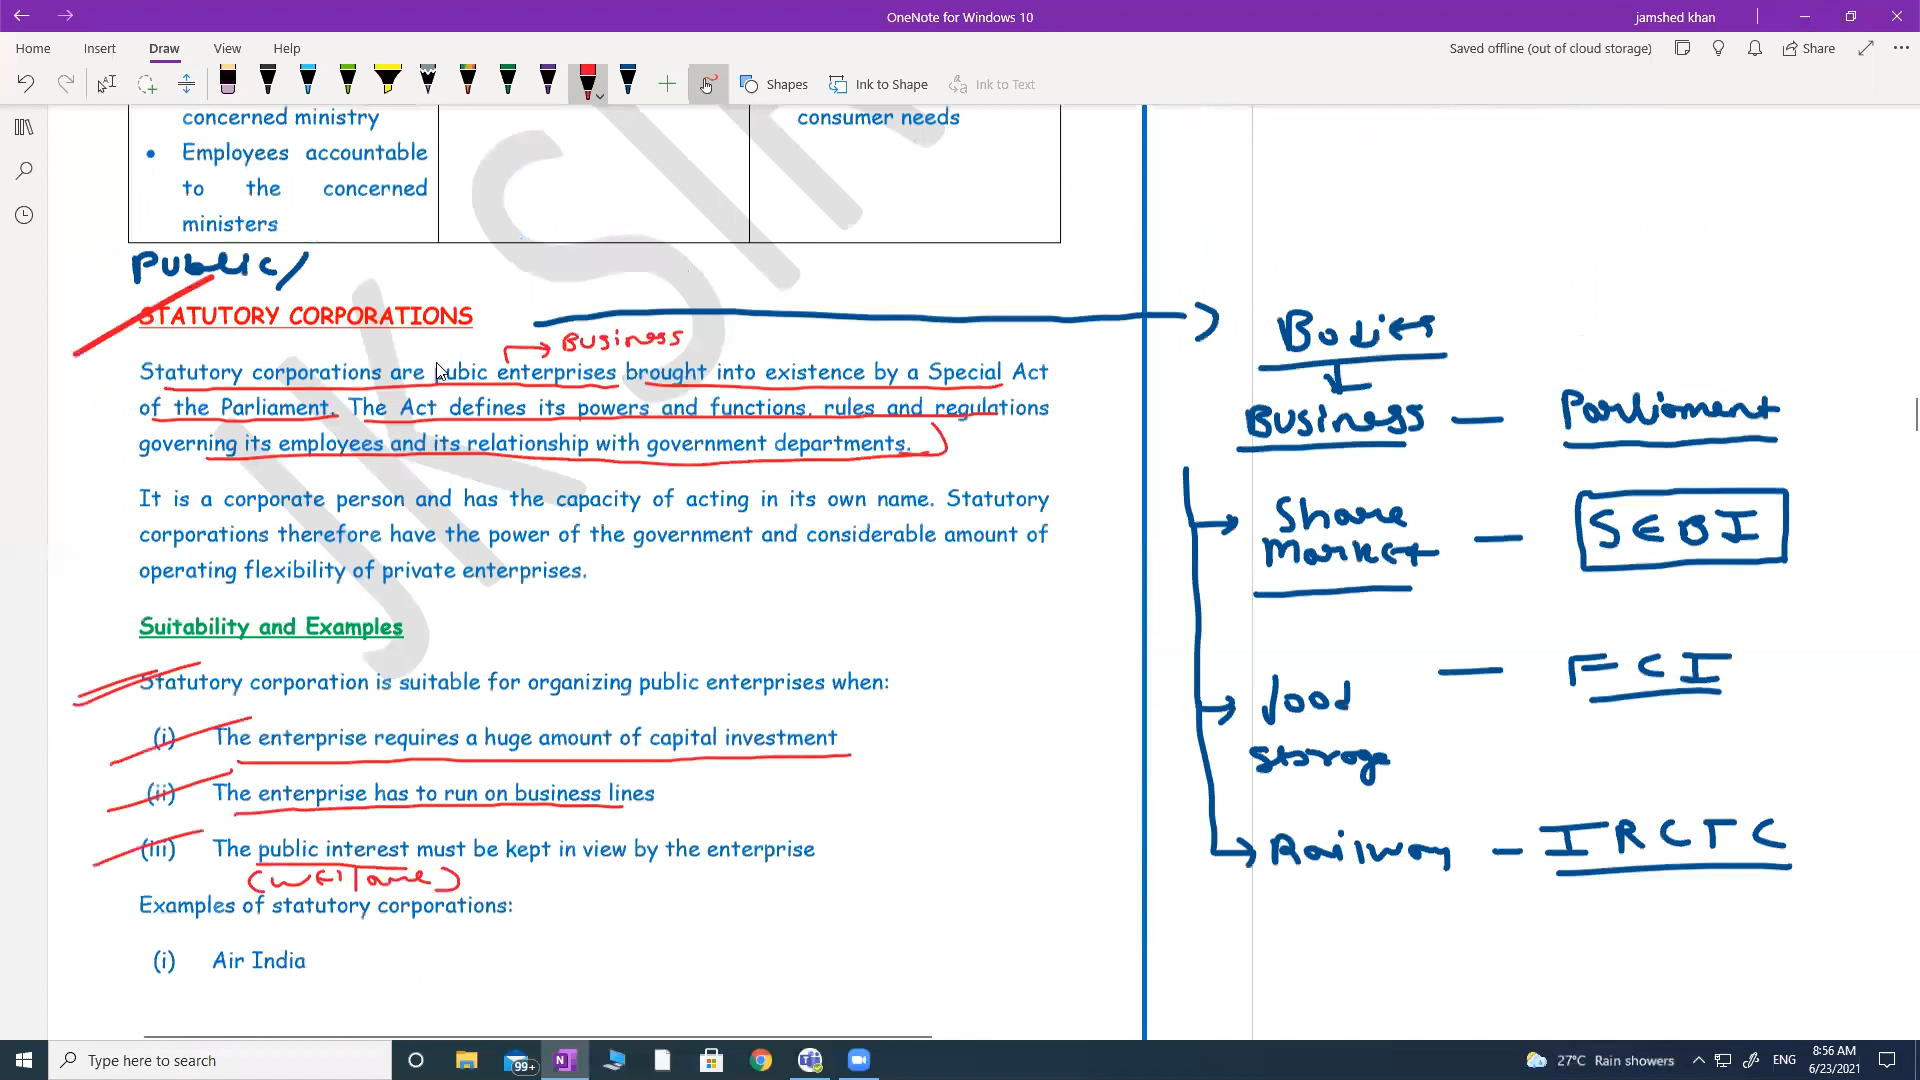 OneNote for Windows 10
jamshed khan
Home Insert Draw View Help
Saved offline (out of cloud storage)
Share
Shapes
Ink to Shape
Ink to Text
concerned ministry
• Employees accountable
to the concerned
ministers
consumer needs
Public/
STATUTORY CORPORATIONS
Business
Statutory corporations are pubic enterprises brought into existence by a Special Act
of the Parliament. The Act defines its powers and functions, rules and regulations
governing its employees and its relationship with government departments.
It is a corporate person and has the capacity of acting in its own name. Statutory
corporations therefore have the power of the government and considerable amount of
operating flexibility of private enterprises.
Suitability and Examples
Statutory corporation is suitable for organizing public enterprises when:
(i) The enterprise requires a huge amount of capital investment
(ii) The enterprise has to run on business lines
(iii) The public interest must be kept in view by the enterprise
(welfare)
Examples of statutory corporations:
(i) Air India
Bodies
Business — Parliament
Share
Market — SEBI
food — FCI
storage
Railway — IRCTC
JK SIR
Type here to search
99+
27°C Rain showers
ENG
8:56 AM
6/23/2021